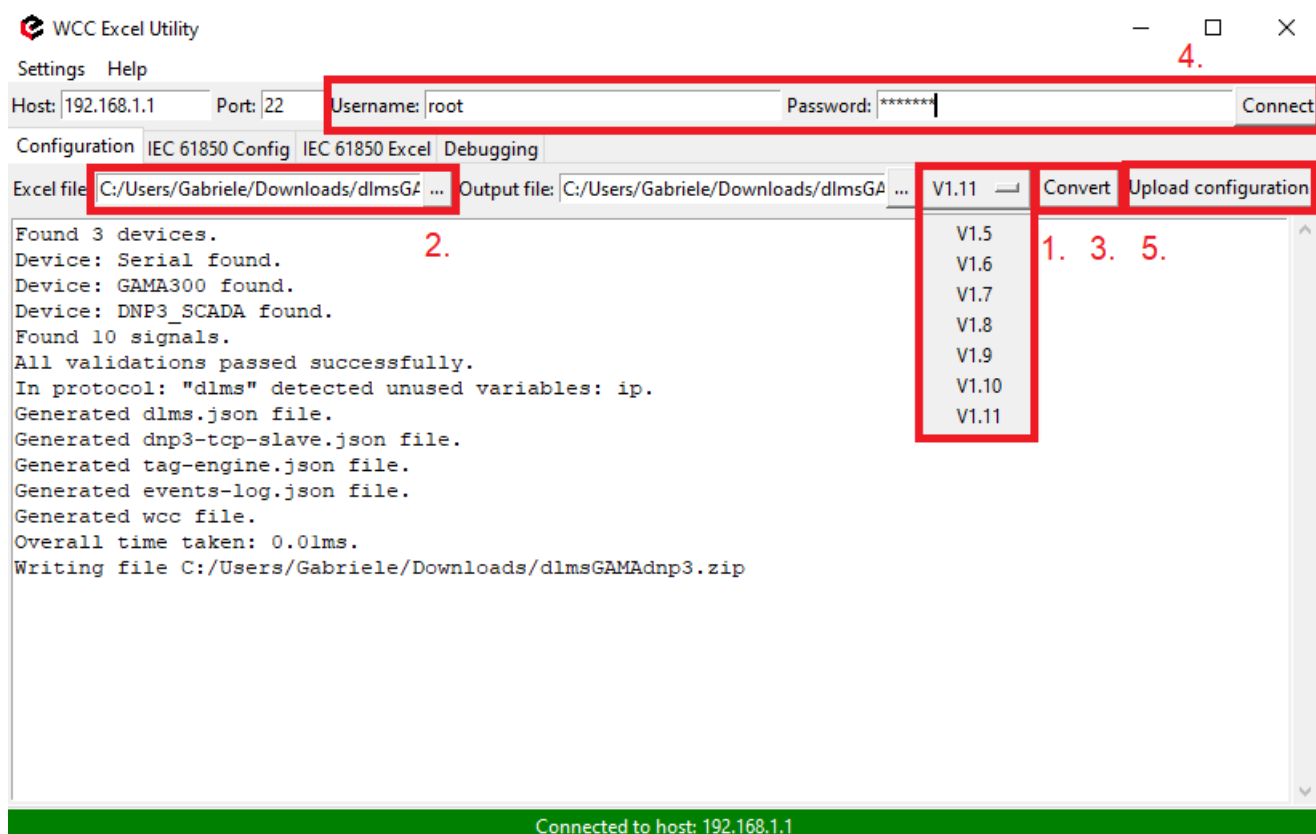 WCC Excel Utility
Settings Help
4.
Host: 192.168.1.1 Port: 22 Username: root Password: ******* Connect
Configuration IEC 61850 Config IEC 61850 Excel Debugging
Excel file: C:/Users/Gabriele/Downloads/dlmsGA ... Output file: C:/Users/Gabriele/Downloads/dlmsGA ... V1.11 Convert Upload configuration
2.
1. 3. 5.
V1.5
V1.6
V1.7
V1.8
V1.9
V1.10
V1.11
Found 3 devices.
Device: Serial found.
Device: GAMA300 found.
Device: DNP3_SCADA found.
Found 10 signals.
All validations passed successfully.
In protocol: "dlms" detected unused variables: ip.
Generated dlms.json file.
Generated dnp3-tcp-slave.json file.
Generated tag-engine.json file.
Generated events-log.json file.
Generated wcc file.
Overall time taken: 0.01ms.
Writing file C:/Users/Gabriele/Downloads/dlmsGAMAdnp3.zip
Connected to host: 192.168.1.1